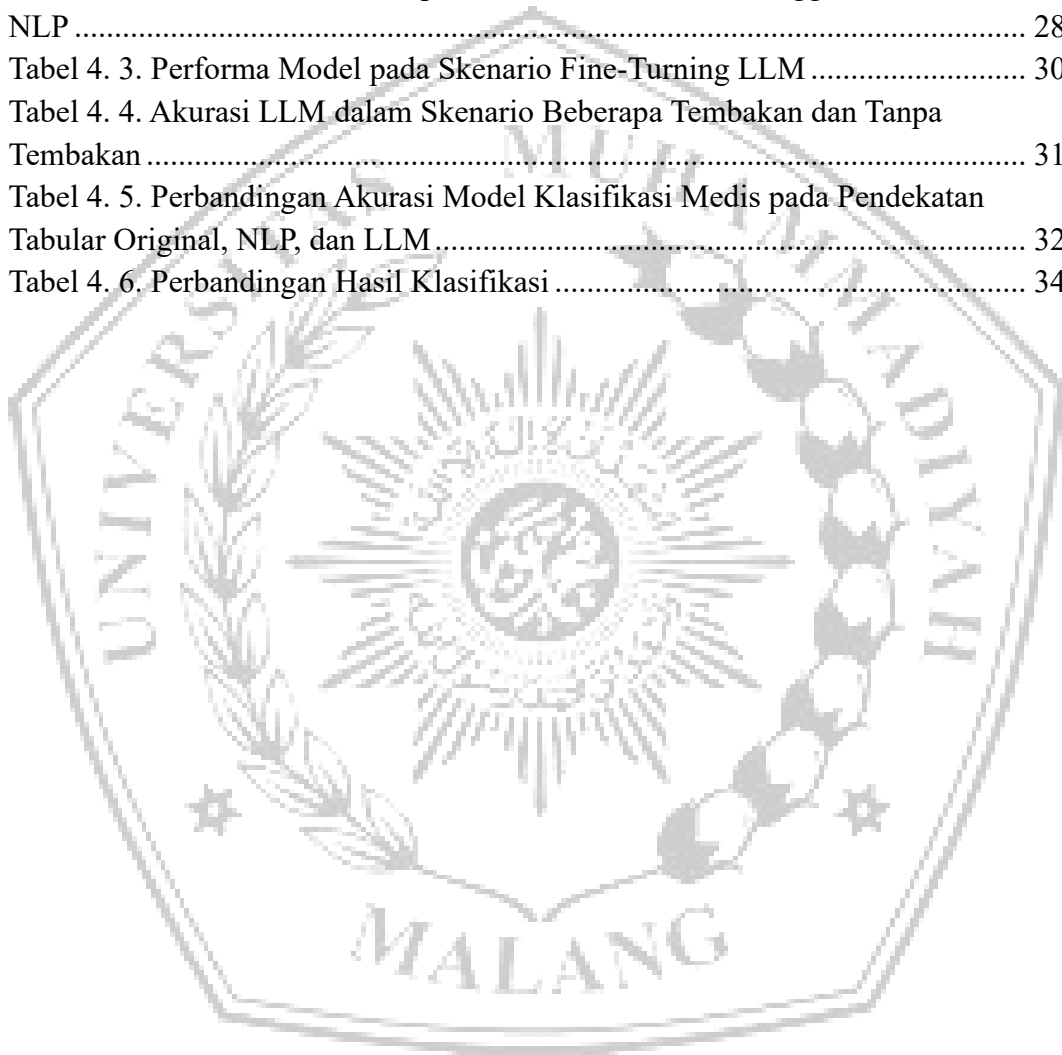 NLP ........................................................................................................................ 28
Tabel 4. 3. Performa Model pada Skenario Fine-Turning LLM ........................... 30
Tabel 4. 4. Akurasi LLM dalam Skenario Beberapa Tembakan dan Tanpa
Tembakan ............................................................................................................... 31
Tabel 4. 5. Perbandingan Akurasi Model Klasifikasi Medis pada Pendekatan
Tabular Original, NLP, dan LLM ........................................................................... 32
Tabel 4. 6. Perbandingan Hasil Klasifikasi ............................................................ 34
UNIVERSITAS MUHAMMADIYAH
MALANG